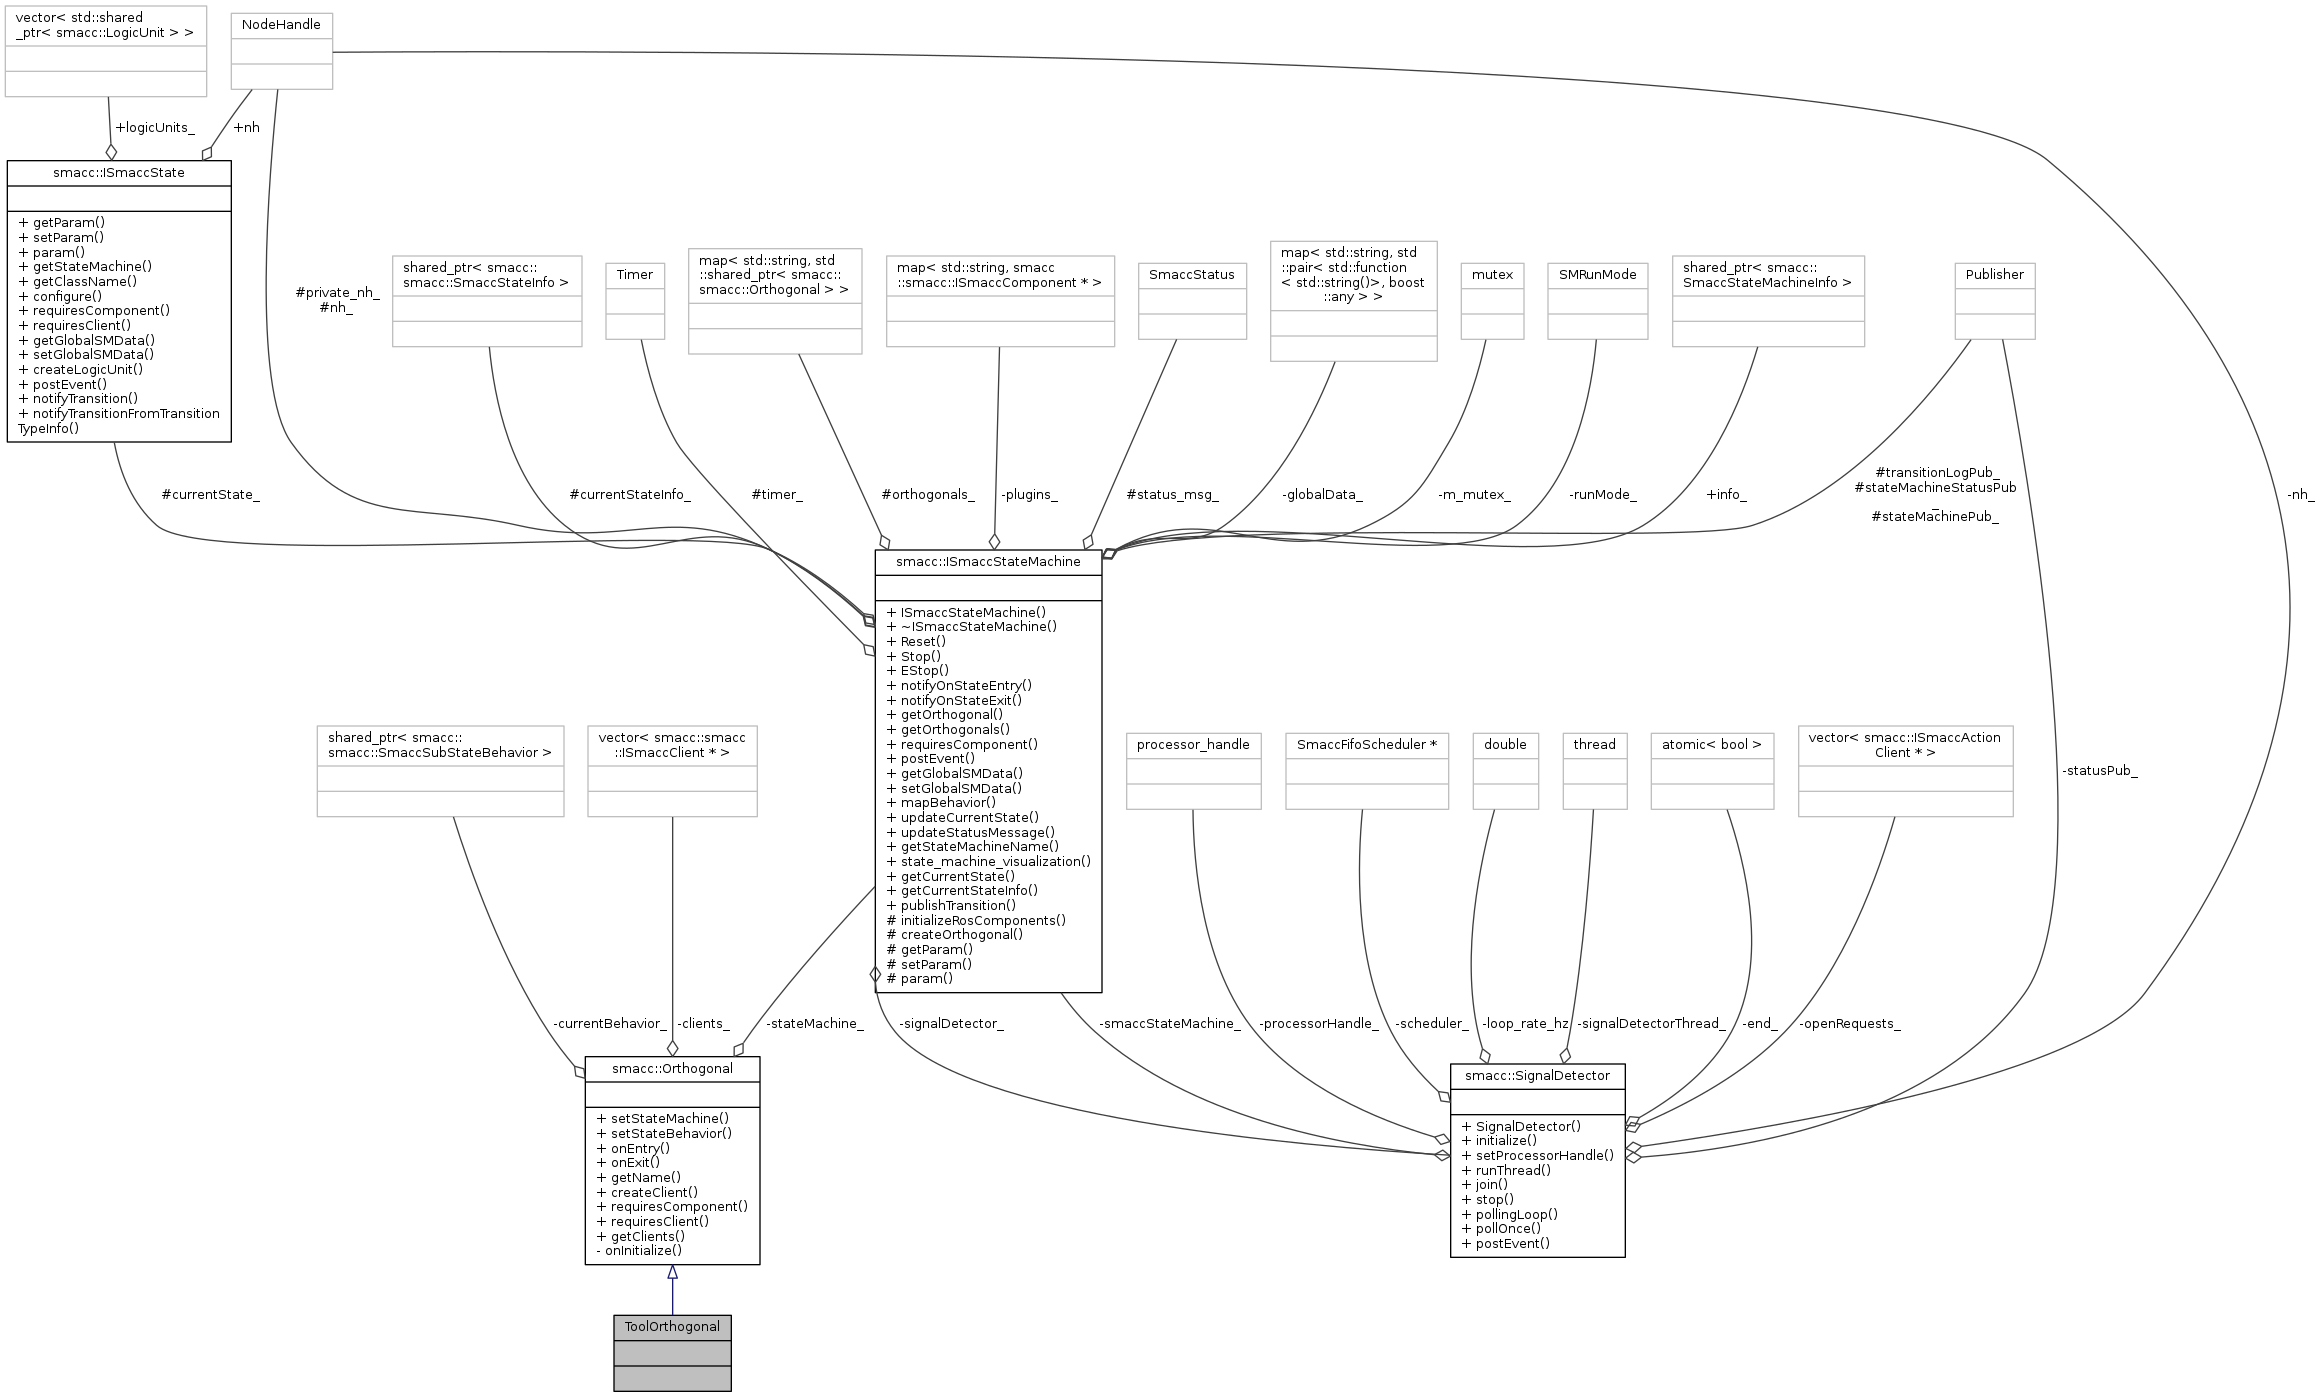 vector< std::shared
_ptr< smacc::LogicUnit > >
NodeHandle
+logicUnits_
+nh
smacc::ISmaccState
+ getParam()
+ setParam()
+ param()
+ getStateMachine()
+ getClassName()
+ configure()
+ requiresComponent()
+ requiresClient()
+ getGlobalSMData()
+ setGlobalSMData()
+ createLogicUnit()
+ postEvent()
+ notifyTransition()
+ notifyTransitionFromTransition
TypeInfo()
#private_nh_
#nh_
shared_ptr< smacc::
smacc::SmaccStateInfo >
Timer
map< std::string, std
::shared_ptr< smacc::
smacc::Orthogonal > >
map< std::string, smacc
::smacc::ISmaccComponent * >
SmaccStatus
map< std::string, std
::pair< std::function
< std::string()>, boost
::any > >
mutex
SMRunMode
shared_ptr< smacc::
SmaccStateMachineInfo >
Publisher
#currentState_
#currentStateInfo_
#timer_
#orthogonals_
-plugins_
#status_msg_
-globalData_
-m_mutex_
-runMode_
+info_
#transitionLogPub_
#stateMachineStatusPub
_
#stateMachinePub_
-nh_
smacc::ISmaccStateMachine
+ ISmaccStateMachine()
+ ~ISmaccStateMachine()
+ Reset()
+ Stop()
+ EStop()
+ notifyOnStateEntry()
+ notifyOnStateExit()
+ getOrthogonal()
+ getOrthogonals()
+ requiresComponent()
+ postEvent()
+ getGlobalSMData()
+ setGlobalSMData()
+ mapBehavior()
+ updateCurrentState()
+ updateStatusMessage()
+ getStateMachineName()
+ state_machine_visualization()
+ getCurrentState()
+ getCurrentStateInfo()
+ publishTransition()
# initializeRosComponents()
# createOrthogonal()
# getParam()
# setParam()
# param()
shared_ptr< smacc::
smacc::SmaccSubStateBehavior >
vector< smacc::smacc
::ISmaccClient * >
processor_handle
SmaccFifoScheduler *
double
thread
atomic< bool >
vector< smacc::ISmaccAction
Client * >
-statusPub_
-currentBehavior_
-clients_
-stateMachine_
-signalDetector_
-smaccStateMachine_
-processorHandle_
-scheduler_
-loop_rate_hz
-signalDetectorThread_
-end_
-openRequests_
smacc::Orthogonal
+ setStateMachine()
+ setStateBehavior()
+ onEntry()
+ onExit()
+ getName()
+ createClient()
+ requiresComponent()
+ requiresClient()
+ getClients()
- onInitialize()
smacc::SignalDetector
+ SignalDetector()
+ initialize()
+ setProcessorHandle()
+ runThread()
+ join()
+ stop()
+ pollingLoop()
+ pollOnce()
+ postEvent()
ToolOrthogonal